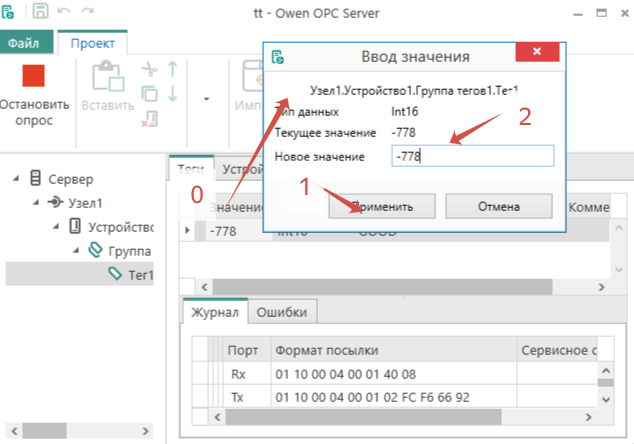 tt - Owen OPC Server
Файл
Проект
Остановить
опрос
Вставить
Имп
Ввод значения
Узел1.Устройство1.Группа тегов1.Тег1
Тип данных Int16
Текущее значение -778
Новое значение -778
0
1
2
Применить
Отмена
Сервер
Узел1
Устройство
Группа
Тег1
Теги
Устрой
Значение
Комме
-778 Int16 GOOD
Журнал Ошибки
Порт Формат посылки Сервисное с
Rx 01 10 00 04 00 01 40 08
Tx 01 10 00 04 00 01 02 FC F6 66 92